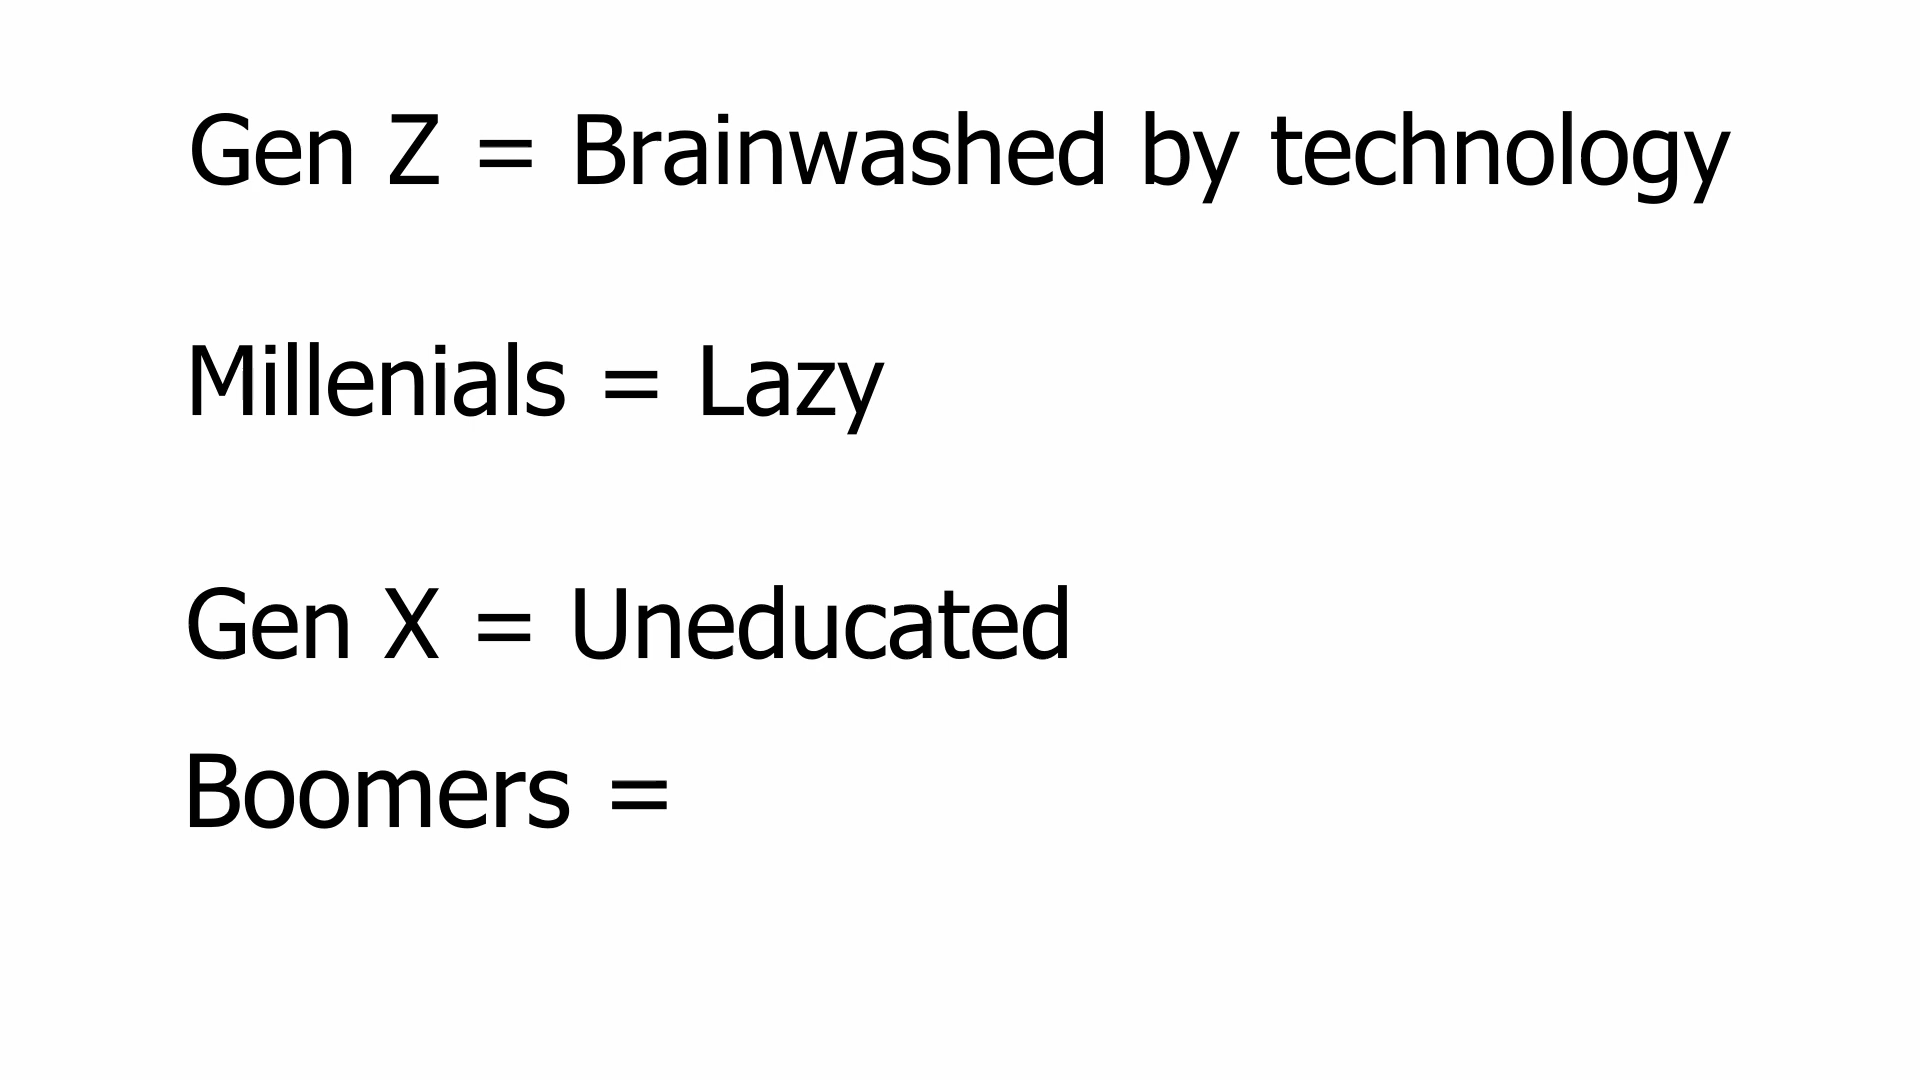 Gen Z = Brainwashed by technology
Millenials = Lazy
Gen X = Uneducated
Boomers =